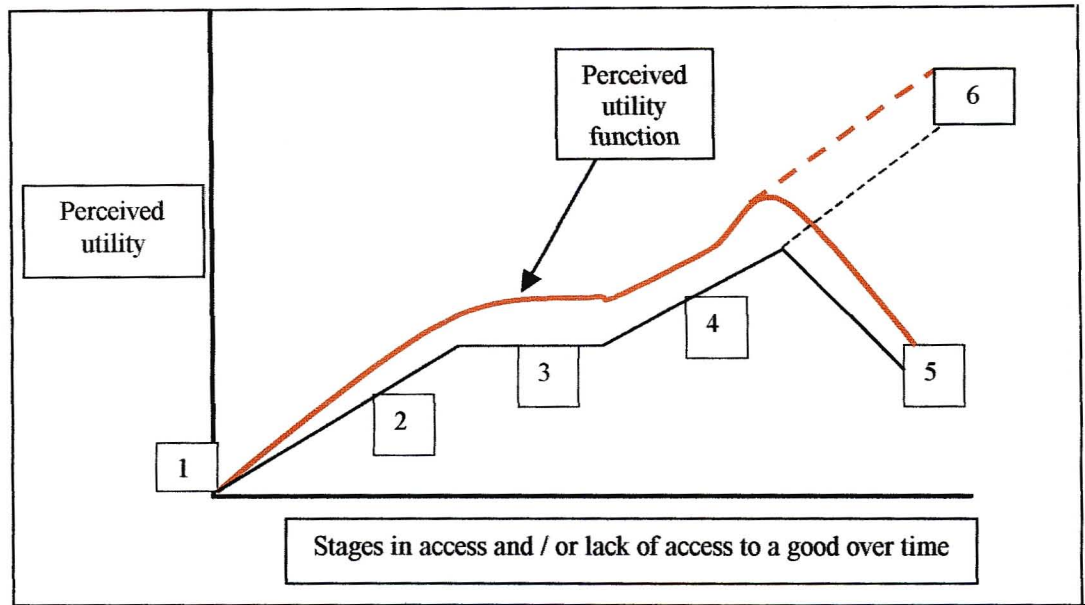 Perceived
utility
function
6
Perceived
utility
4
3
5
2
1
Stages in access and / or lack of access to a good over time